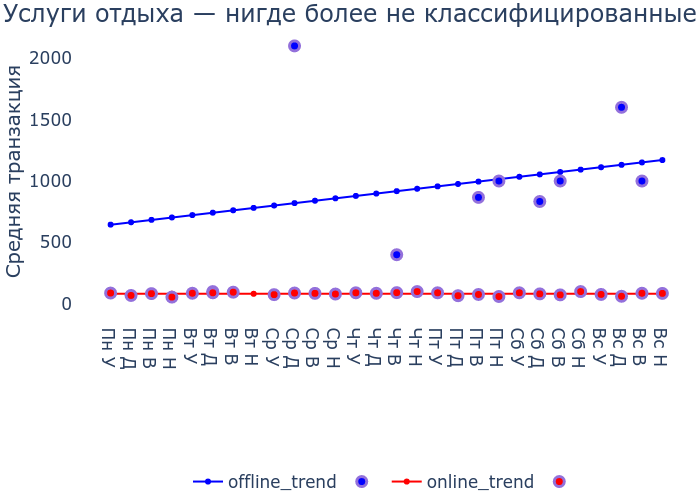 Услуги отдыха — нигде более не классифицированные
Средняя транзакция
2000
1500
1000
500
0
Пн У
Пн Д
Пн В
Пн Н
Вт У
Вт Д
Вт В
Вт Н
Ср У
Ср Д
Ср В
Ср Н
Чт У
Чт Д
Чт В
Чт Н
Пт У
Пт Д
Пт В
Пт Н
Сб У
Сб Д
Сб В
Сб Н
Вс У
Вс Д
Вс В
Вс Н
offline_trend
online_trend